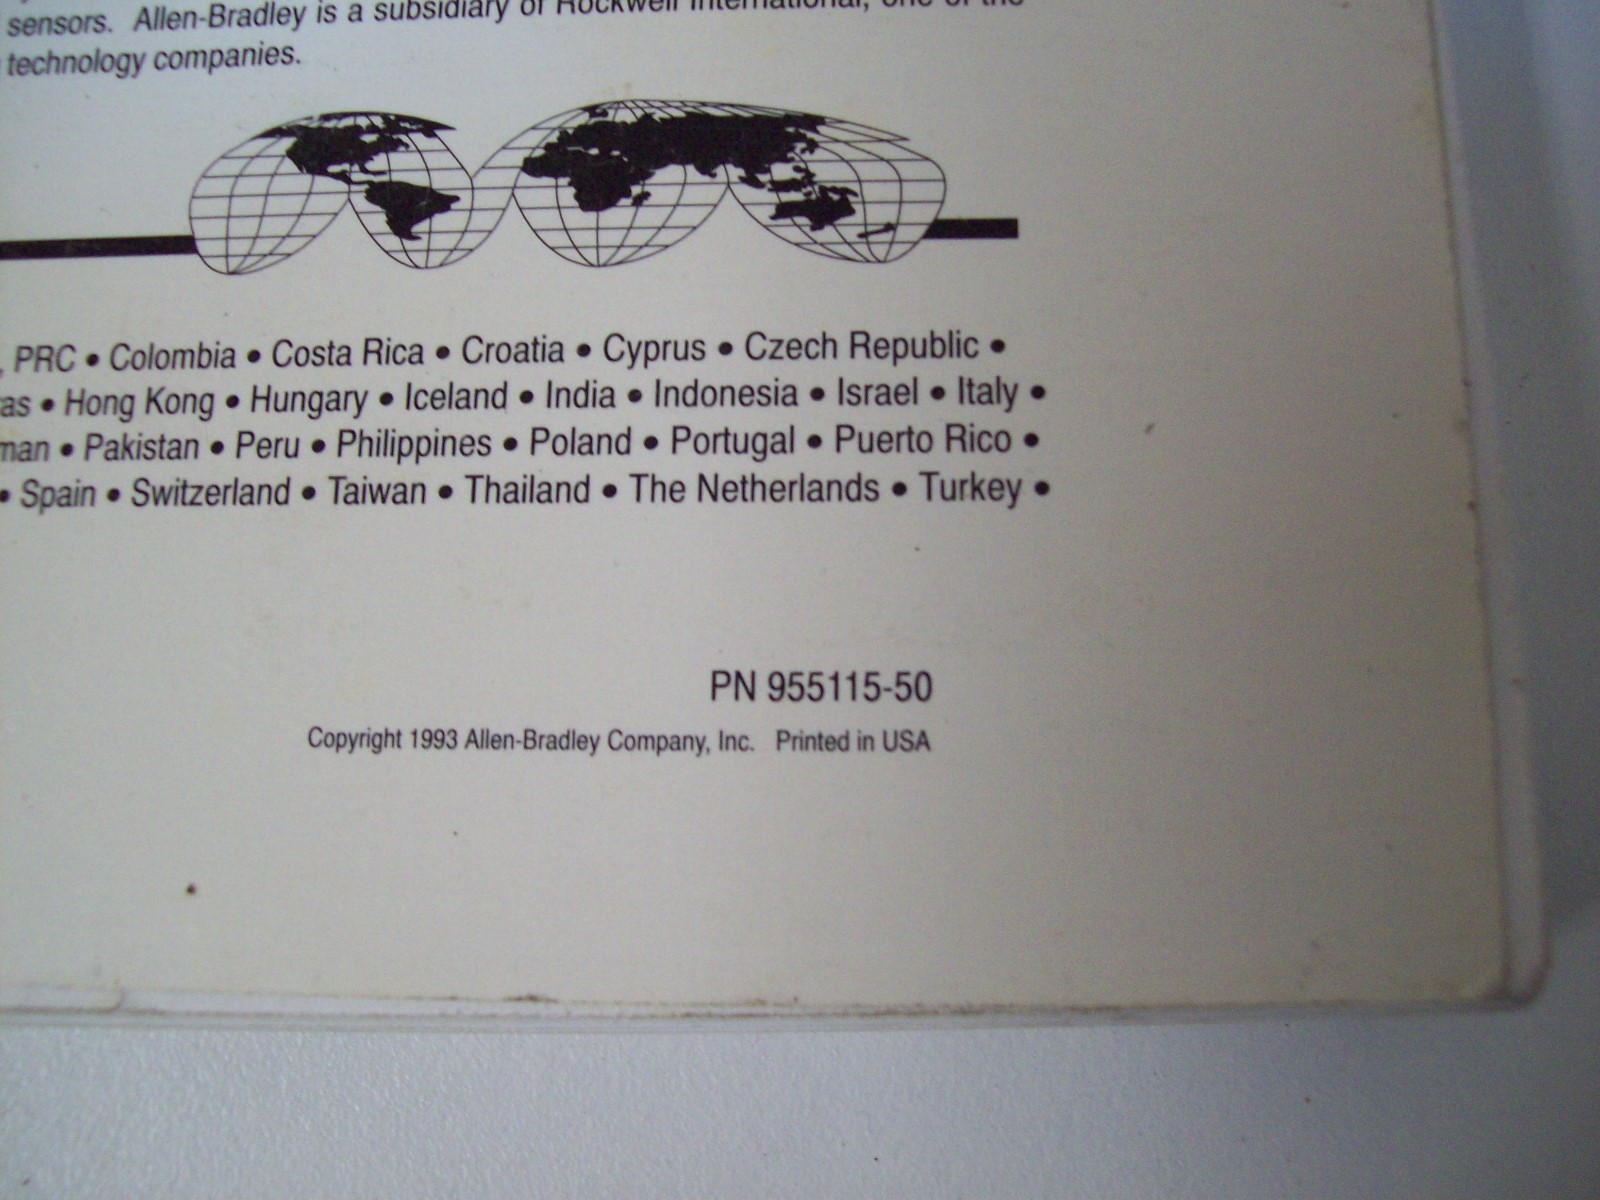 sensors. Allen-Bradley is a subsidiary of Rockwell International, one of the
technology companies.
, PRC • Colombia • Costa Rica • Croatia • Cyprus • Czech Republic •
as • Hong Kong • Hungary • Iceland • India • Indonesia • Israel • Italy •
man • Pakistan • Peru • Philippines • Poland • Portugal • Puerto Rico •
• Spain • Switzerland • Taiwan • Thailand • The Netherlands • Turkey •
PN 955115-50
Copyright 1993 Allen-Bradley Company, Inc. Printed in USA